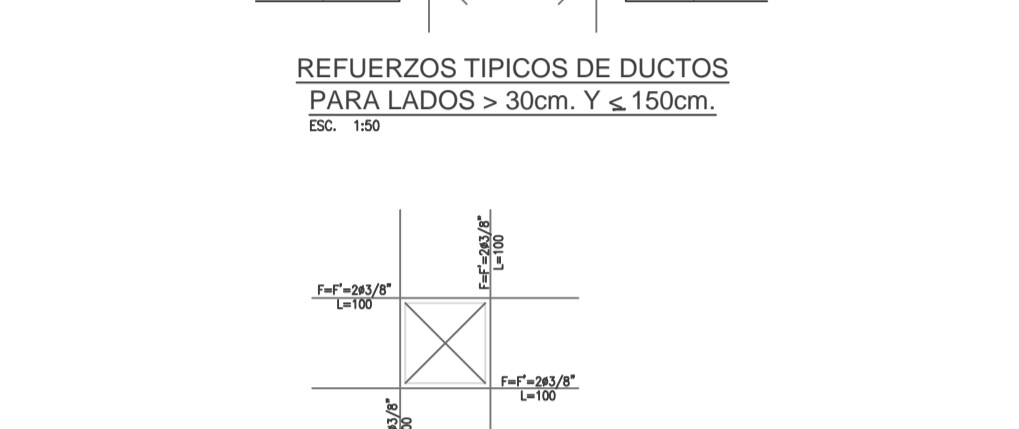 REFUERZOS TIPICOS DE DUCTOS
PARA LADOS > 30cm. Y ≤ 150cm.
ESC. 1:50
F=F'=2ø3/8"
L=100
F=F'=2ø3/8"
L=100
F=F'=2ø3/8"
L=100